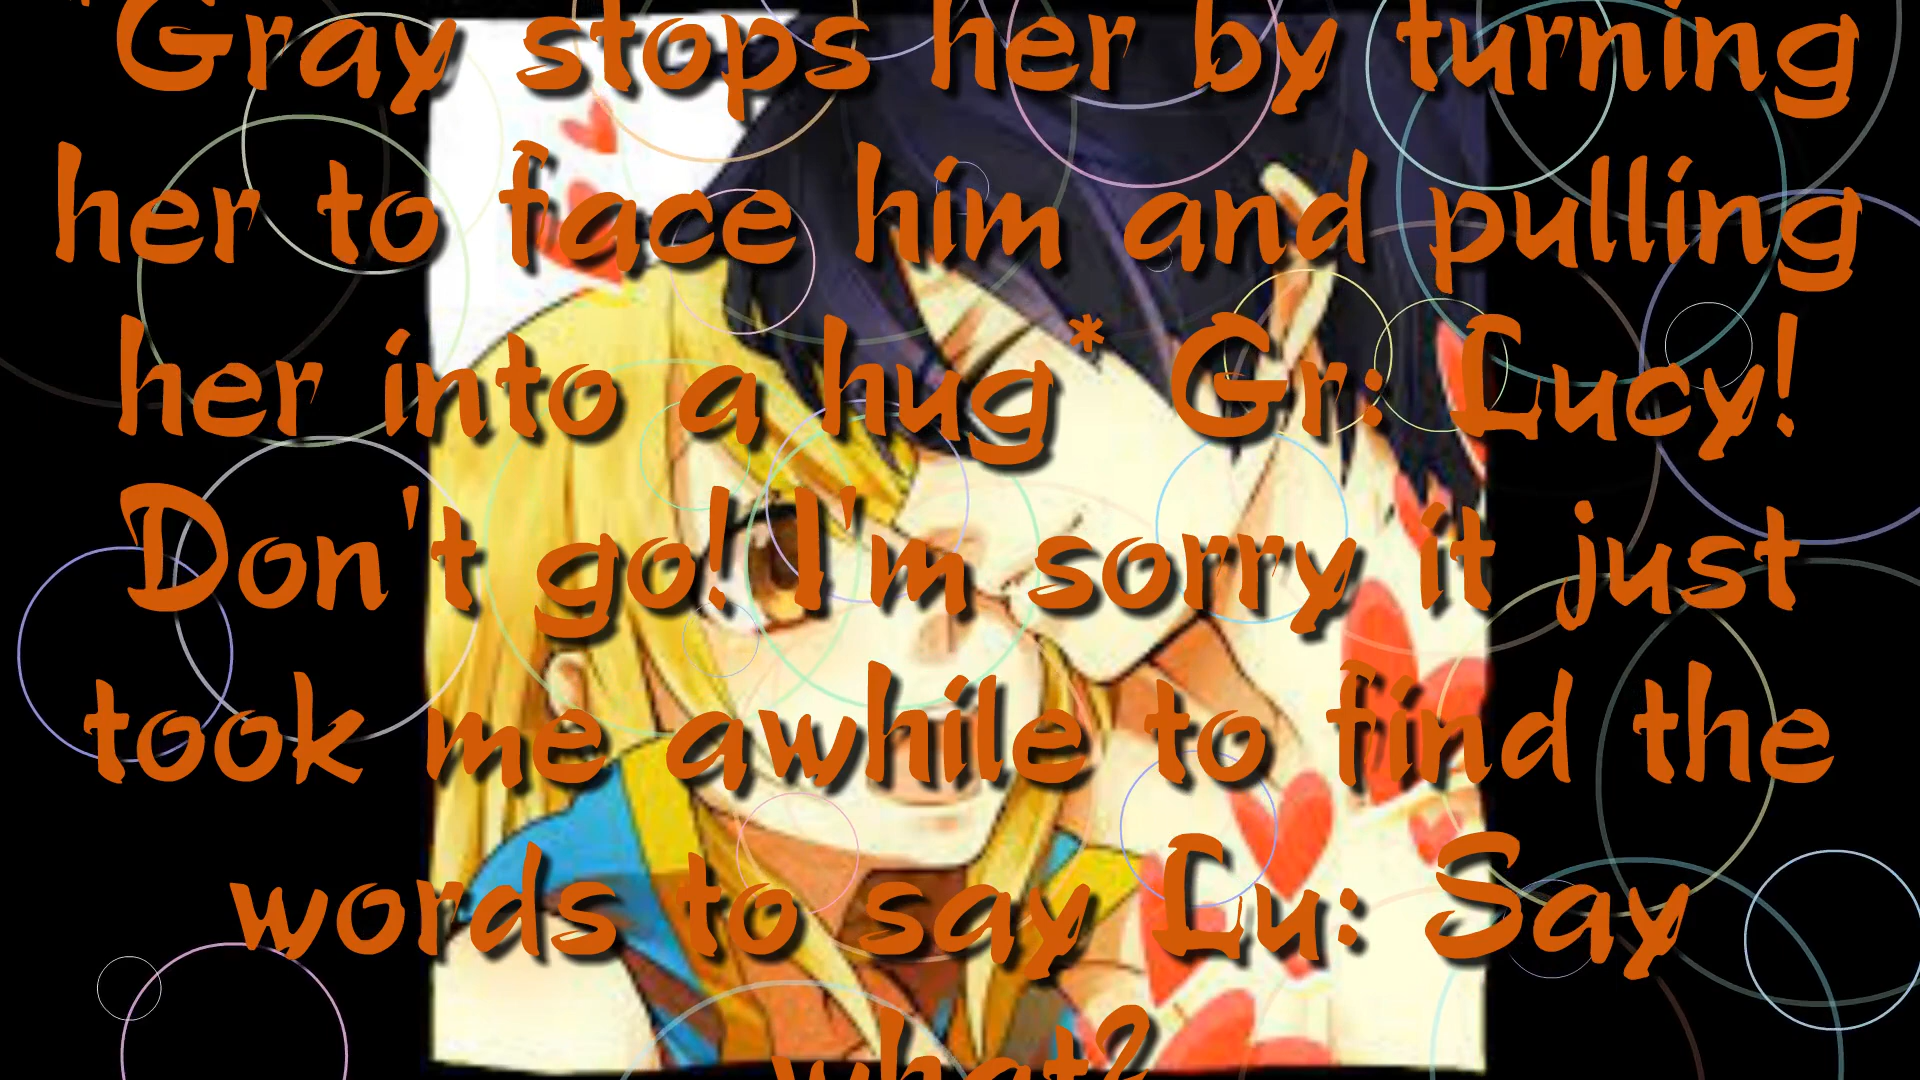 *Gray stops her by turning
her to face him and pulling
her into a hug* Gr: Lucy!
Don't go! I'm sorry it just
took me awhile to find the
words to say Lu: Say
what?